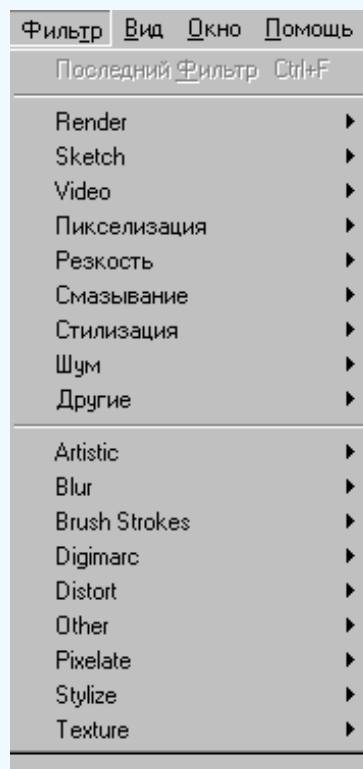 Фильтр Вид Окно Помощь
Последний Фильтр Ctrl+F
Render
Sketch
Video
Пикселизация
Резкость
Смазывание
Стилизация
Шум
Другие
Artistic
Blur
Brush Strokes
Digimarc
Distort
Other
Pixelate
Stylize
Texture